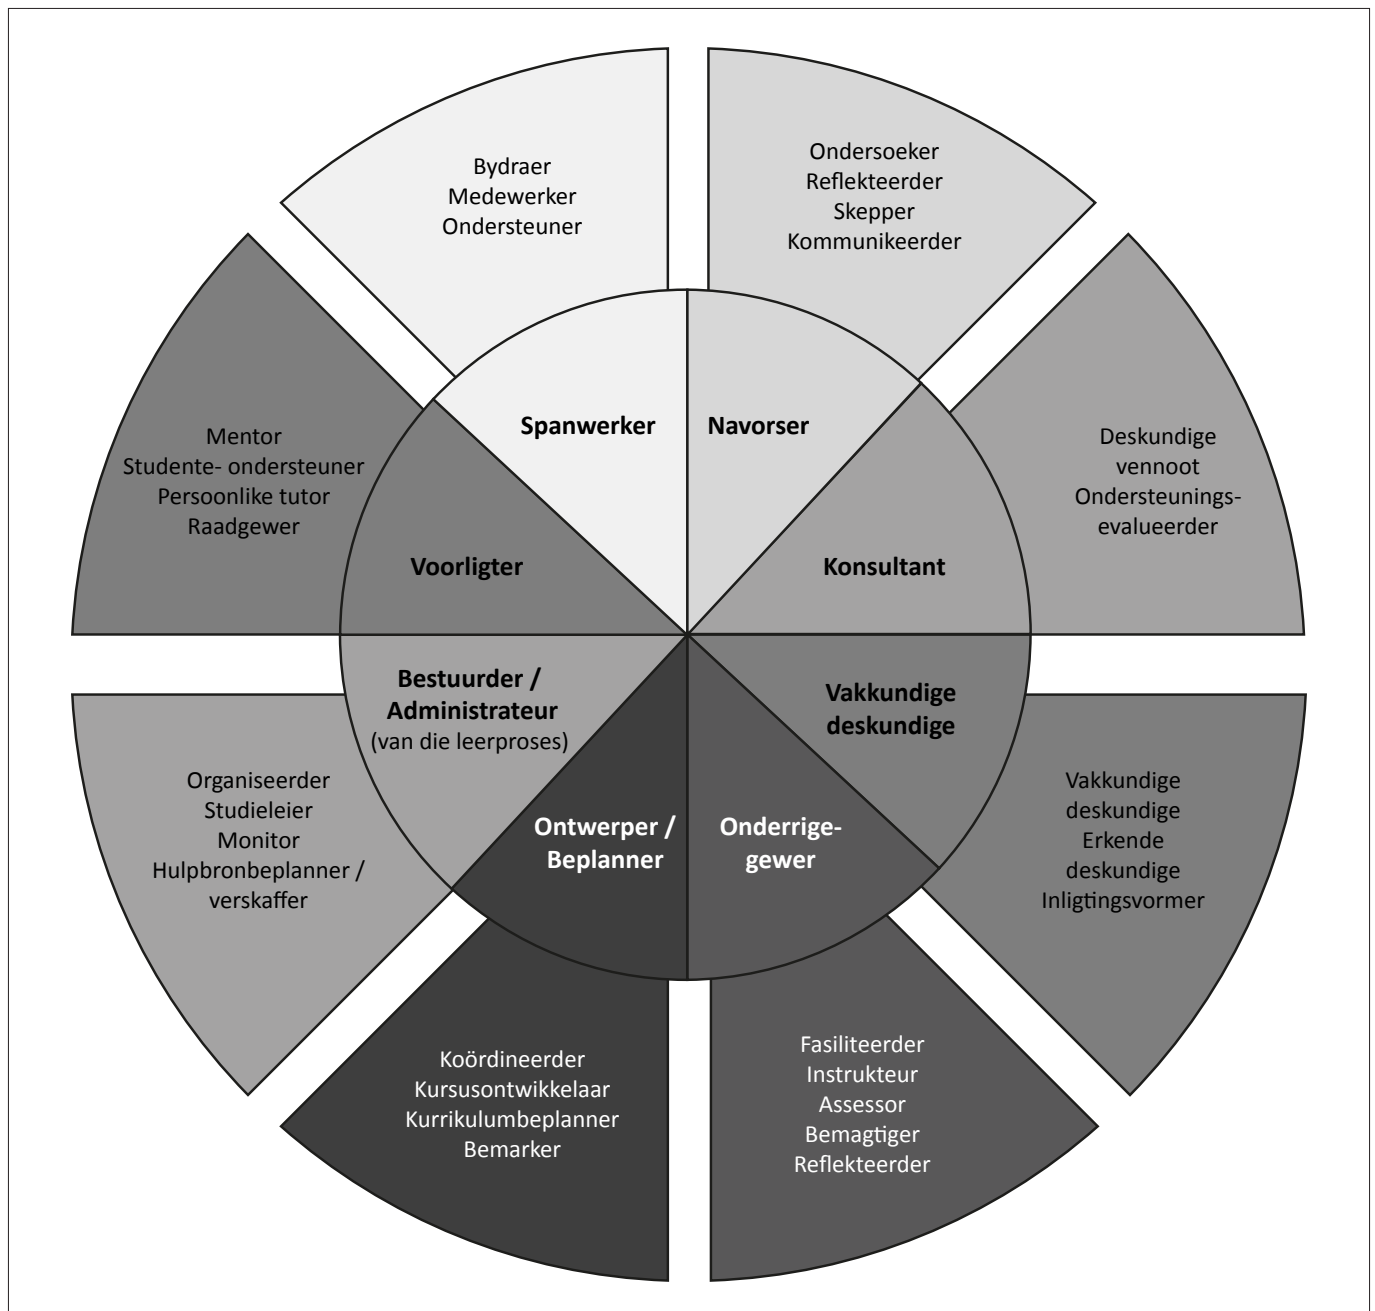 Bydraer
Medewerker
Ondersteuner
Ondersoeker
Reflekteerder
Skepper
Kommunikeerder
Spanwerker
Navorser
Mentor
Studente- ondersteuner
Persoonlike tutor
Raadgewer
Deskundige
vennoot
Ondersteunings-
evalueerder
Voorligter
Konsultant
Bestuurder /
Administrateur
(van die leerproses)
Vakkundige
deskundige
Organiseerder
Studieleier
Monitor
Hulpbronbeplanner /
verskaffer
Ontwerper /
Beplanner
Onderrige-
gewer
Vakkundige
deskundige
Erkende
deskundige
Inligtingsvormer
Koördineerder
Kursusontwikkelaar
Kurrikulumbeplanner
Bemarker
Fasiliteerder
Instrukteur
Assessor
Bemagtiger
Reflekteerder